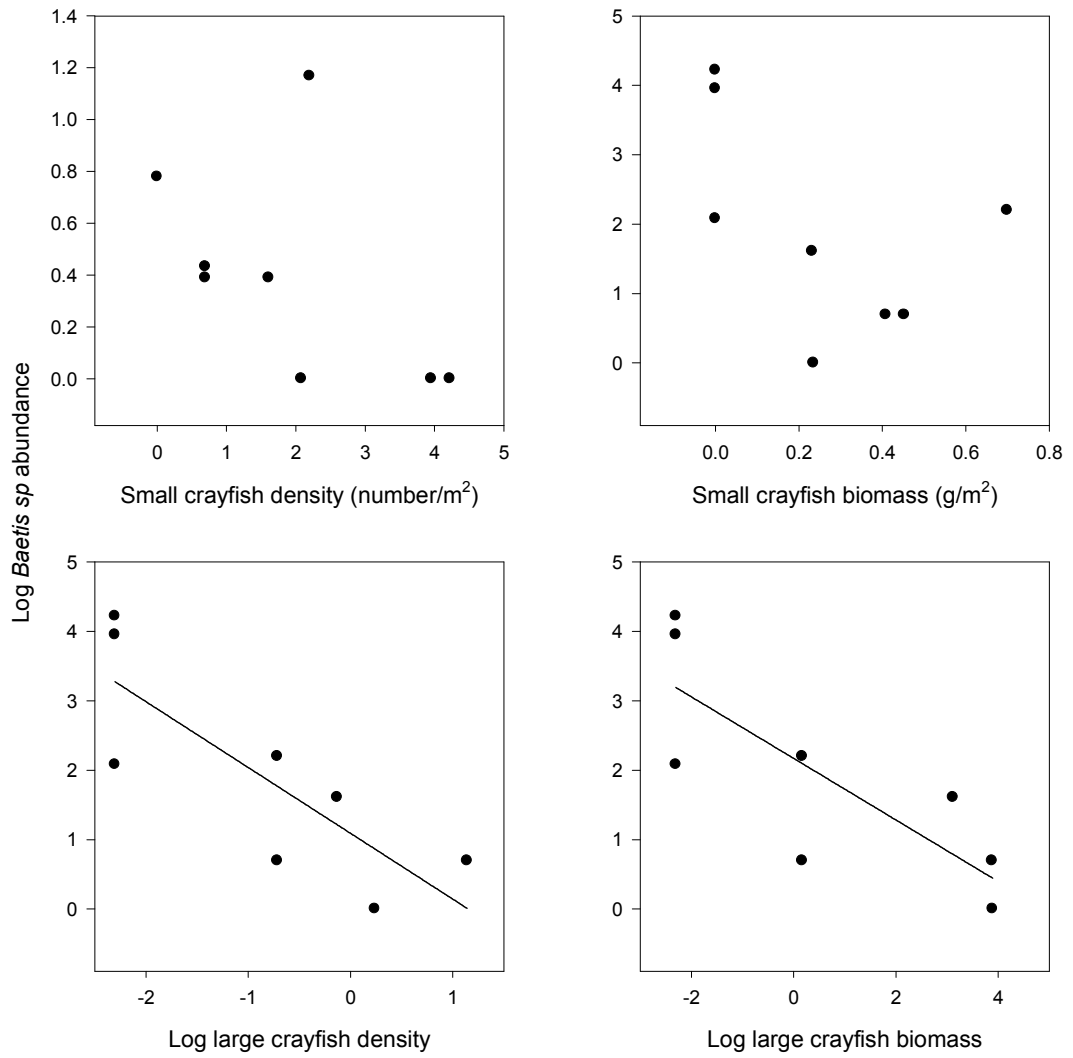 1.4
1.2
1.0
0.8
0.6
0.4
0.2
0.0
0 1 2 3 4 5
Small crayfish density (number/m²)
5
4
3
2
1
0
0.0 0.2 0.4 0.6 0.8
Small crayfish biomass (g/m²)
Log Baetis sp abundance
5
4
3
2
1
0
-2 -1 0 1
Log large crayfish density
5
4
3
2
1
0
-2 0 2 4
Log large crayfish biomass